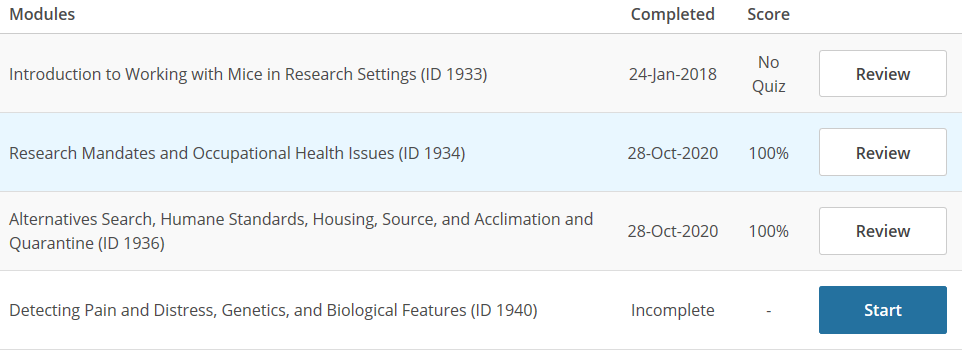 Modules Completed Score
Introduction to Working with Mice in Research Settings (ID 1933) 24-Jan-2018 No Quiz Review
Research Mandates and Occupational Health Issues (ID 1934) 28-Oct-2020 100% Review
Alternatives Search, Humane Standards, Housing, Source, and Acclimation and
Quarantine (ID 1936) 28-Oct-2020 100% Review
Detecting Pain and Distress, Genetics, and Biological Features (ID 1940) Incomplete - Start